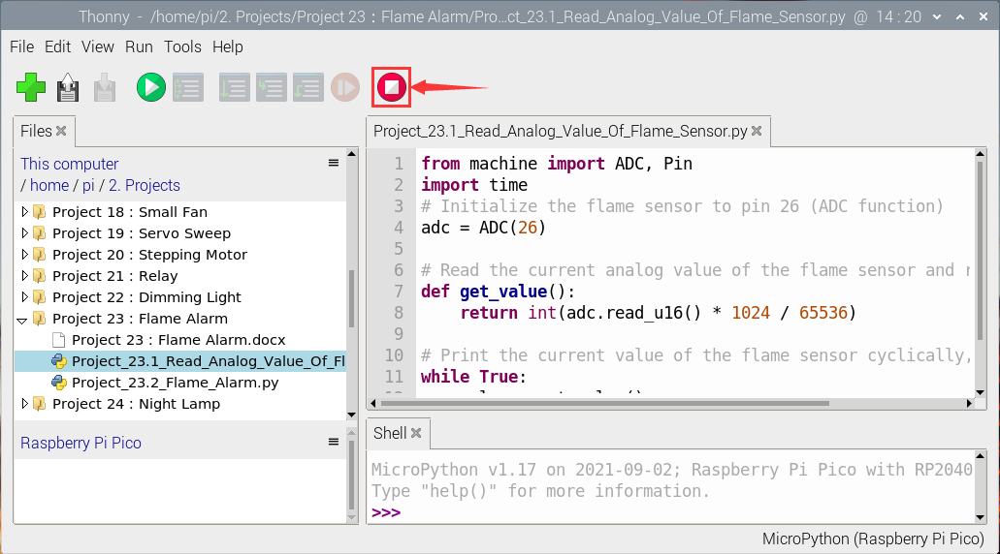 Thonny - /home/pi/2. Projects/Project 23 : Flame Alarm/Pro...ct_23.1_Read_Analog_Value_Of_Flame_Sensor.py @ 14 : 20
File Edit View Run Tools Help
Files
This computer
/ home / pi / 2. Projects
Project 18 : Small Fan
Project 19 : Servo Sweep
Project 20 : Stepping Motor
Project 21 : Relay
Project 22 : Dimming Light
Project 23 : Flame Alarm
Project 23 : Flame Alarm.docx
Project_23.1_Read_Analog_Value_Of_Fl
Project_23.2_Flame_Alarm.py
Project 24 : Night Lamp
Raspberry Pi Pico
Project_23.1_Read_Analog_Value_Of_Flame_Sensor.py
1 from machine import ADC, Pin
2 import time
3 # Initialize the flame sensor to pin 26 (ADC function)
4 adc = ADC(26)
5
6 # Read the current analog value of the flame sensor and
7 def get_value():
8     return int(adc.read_u16() * 1024 / 65536)
9
10 # Print the current value of the flame sensor cyclically,
11 while True:
Shell
MicroPython v1.17 on 2021-09-02; Raspberry Pi Pico with RP2040
Type "help()" for more information.
>>>
MicroPython (Raspberry Pi Pico)